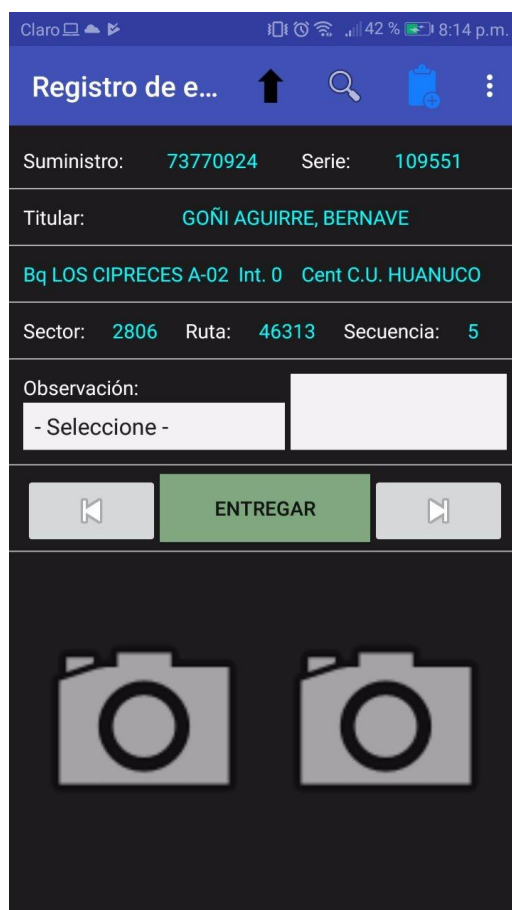 Claro 42 % 8:14 p.m.
Registro de e...
Suministro: 73770924 Serie: 109551
Titular: GOÑI AGUIRRE, BERNAVE
Bq LOS CIPRECES A-02 Int. 0 Cent C.U. HUANUCO
Sector: 2806 Ruta: 46313 Secuencia: 5
Observación:
- Seleccione -
ENTREGAR